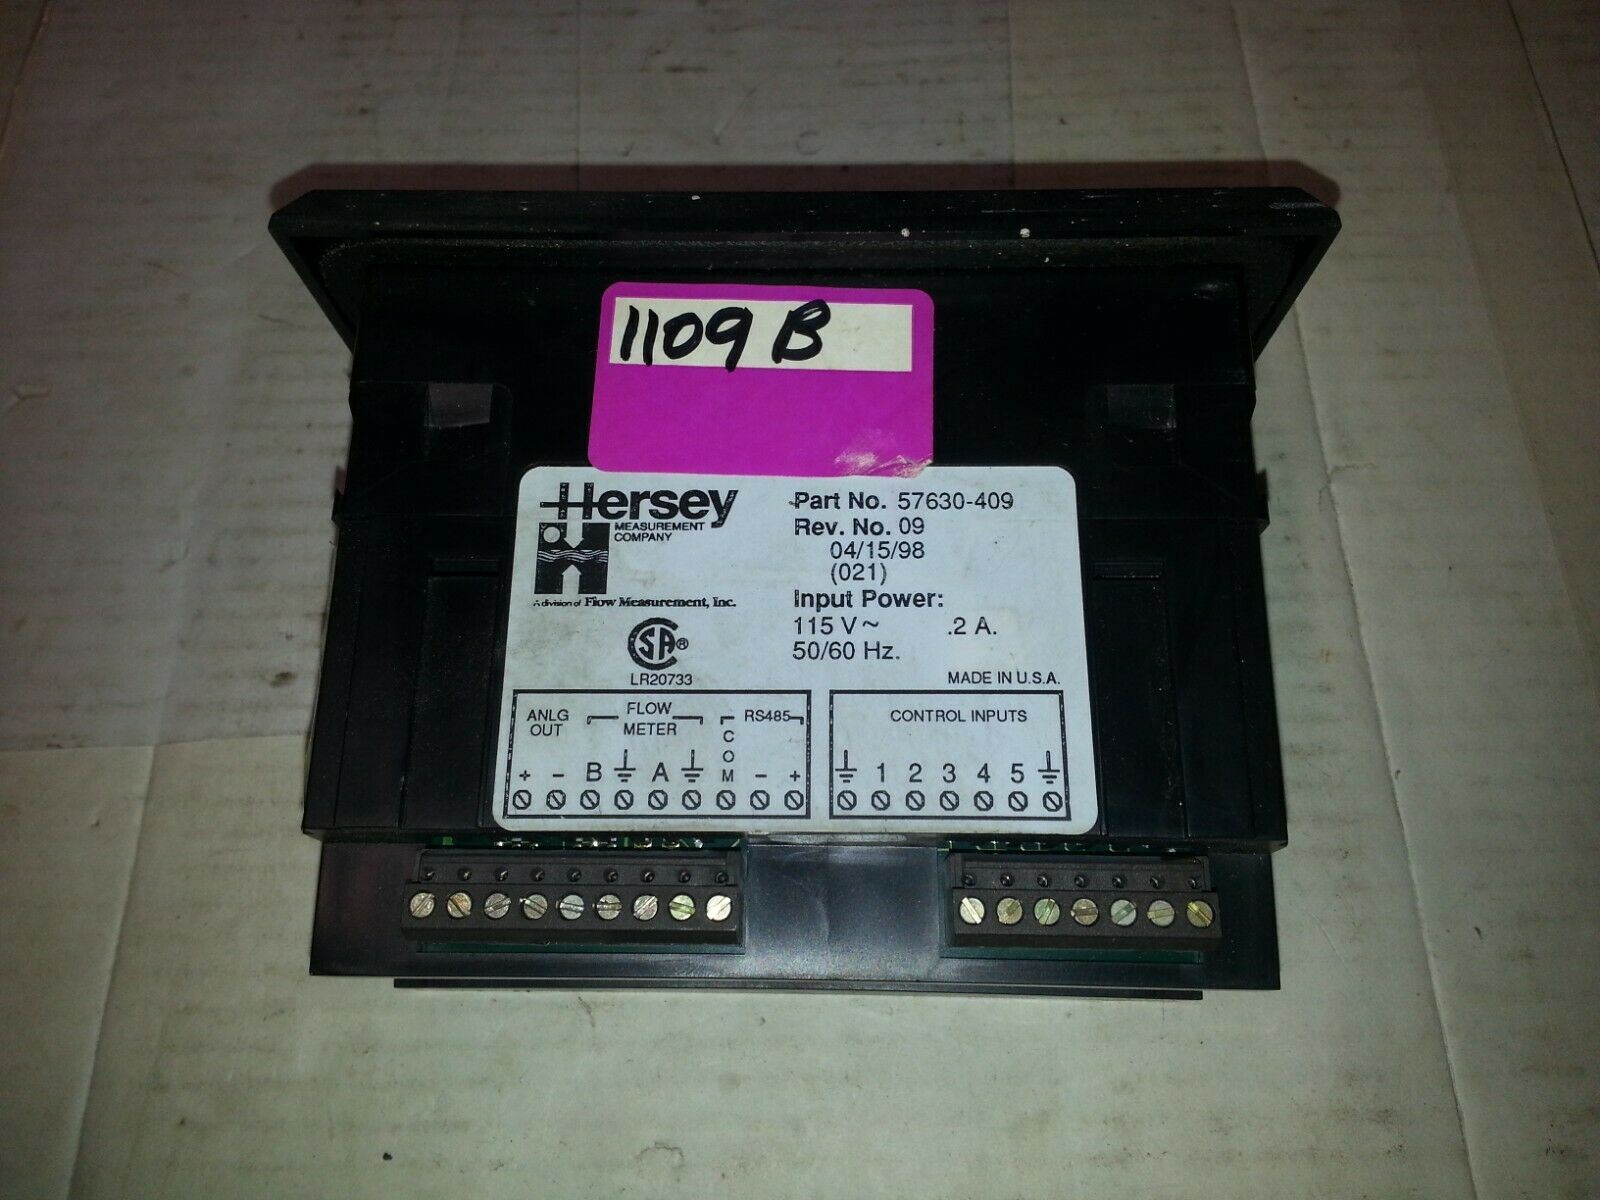 1109 B
Hersey
MEASUREMENT
COMPANY
A division of Flow Measurement, Inc.
Part No. 57630-409
Rev. No. 09
04/15/98
(021)
Input Power:
115 V ~ .2 A.
50/60 Hz.
SA®
LR20733
MADE IN U.S.A.
ANLG
OUT
FLOW
METER
COM
RS485
+ - B A - +
CONTROL INPUTS
1 2 3 4 5